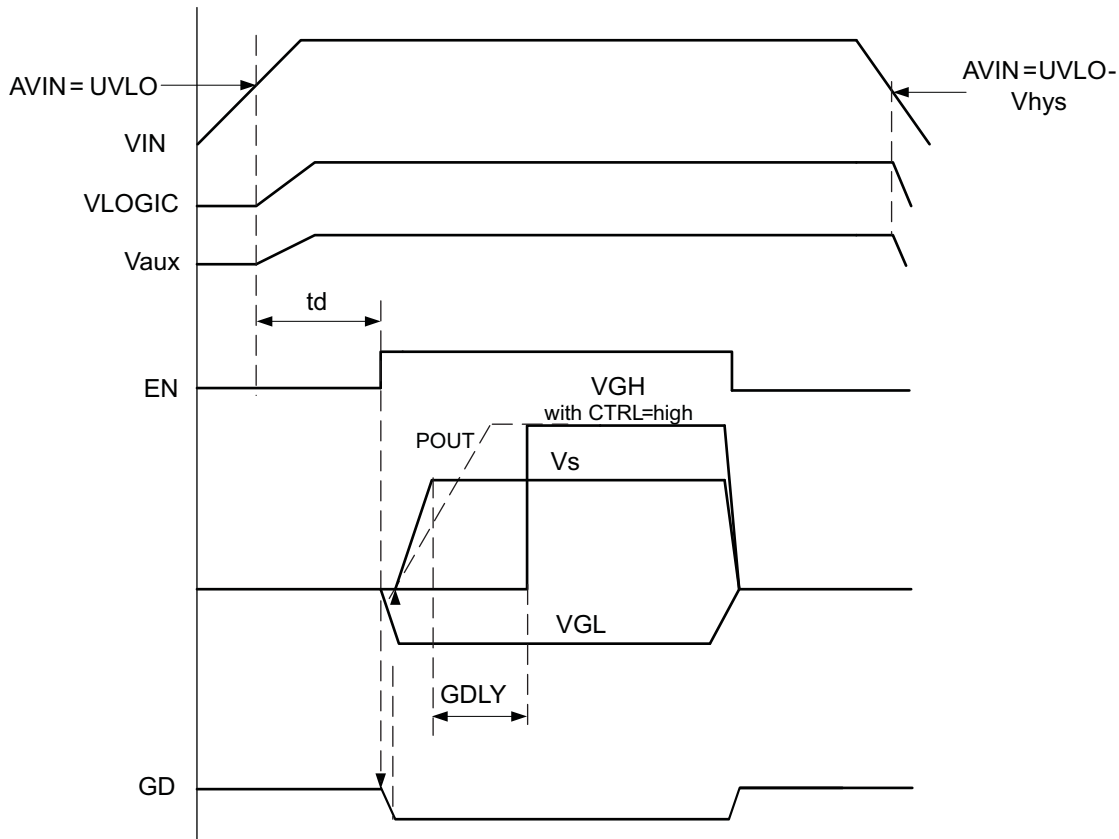 AVIN= UVLO
AVIN=UVLO-
Vhys
VIN
VLOGIC
Vaux
td
EN
VGH
with CTRL=high
POUT
Vs
VGL
GDLY
GD